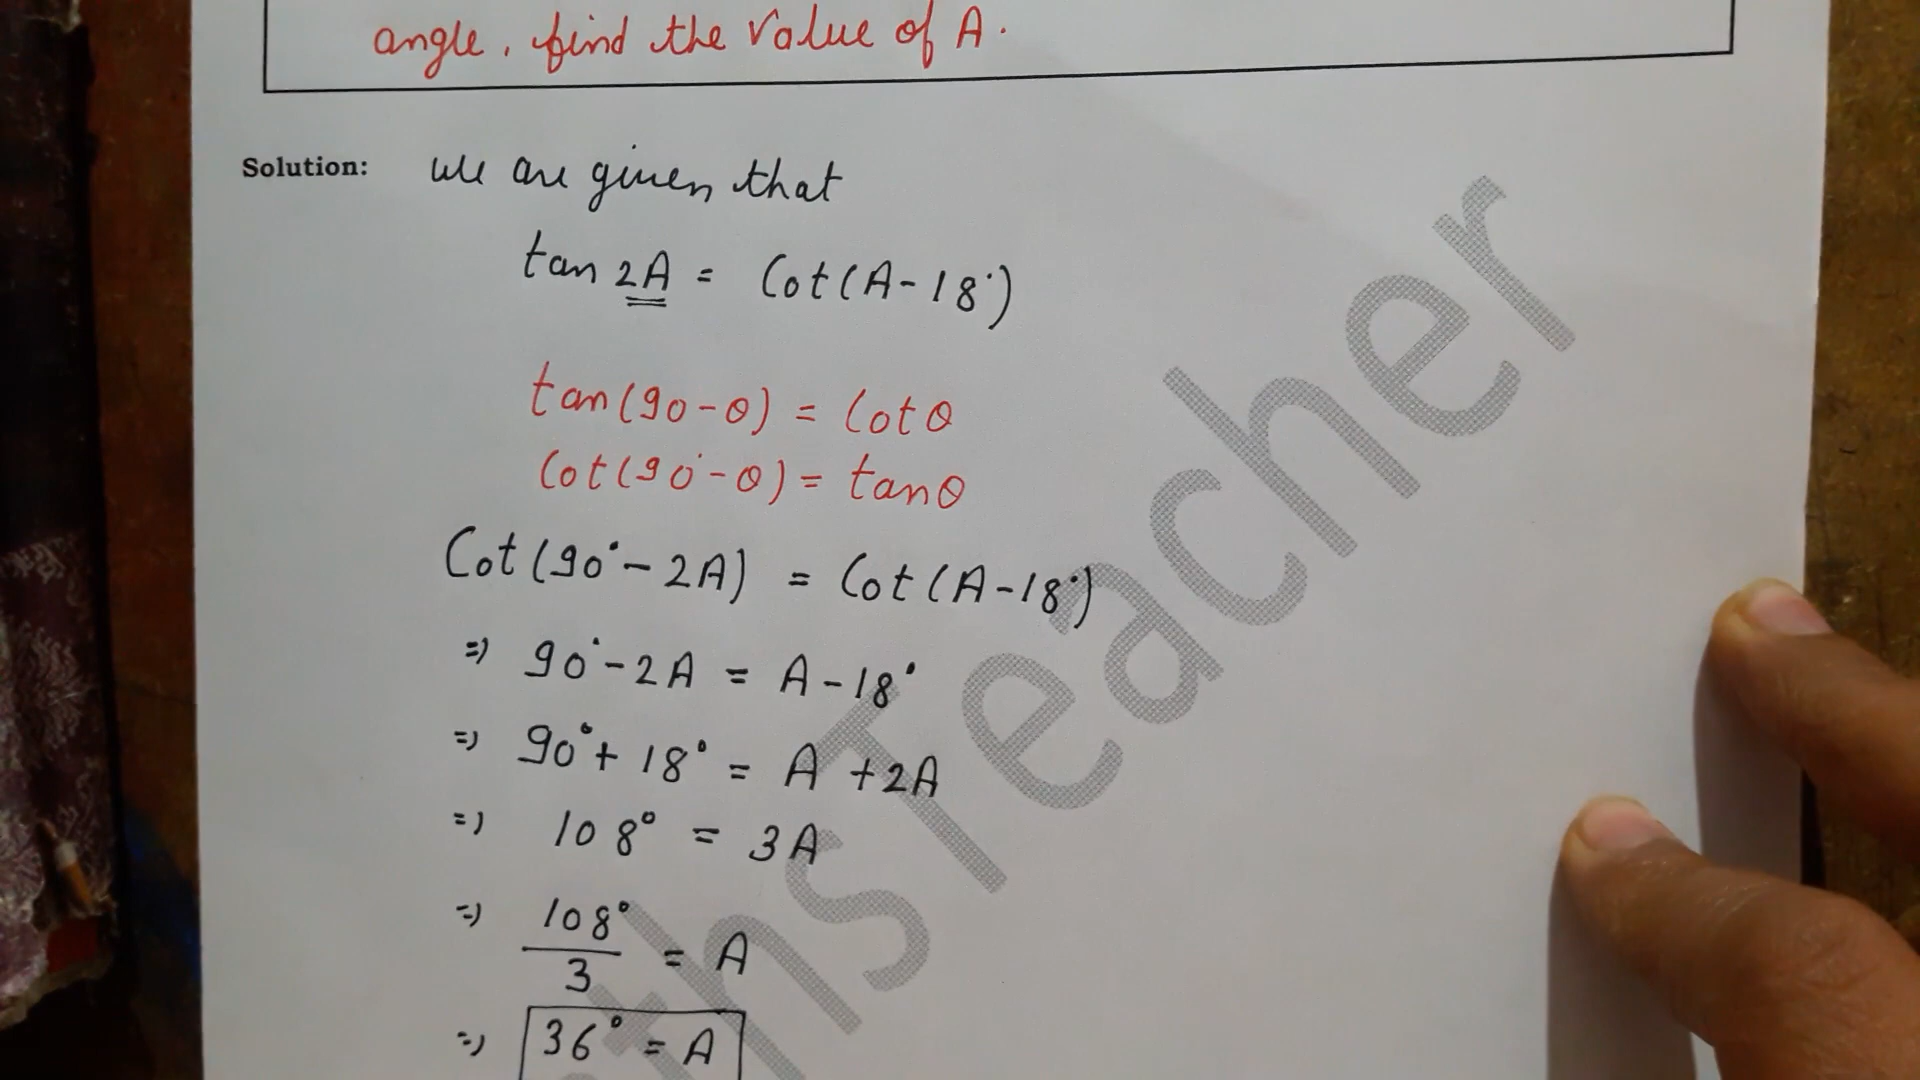 angle, find the value of A.
Solution: We are given that
tan 2A = Cot(A-18°)
tan(90-θ) = Cotθ
Cot(90°-θ) = tanθ
Cot(90°-2A) = Cot(A-18°)
=) 90°-2A = A-18°
=) 90°+18° = A+2A
=) 108° = 3A
=) 108°/3 = A
=) 36° = A
thsTeacher